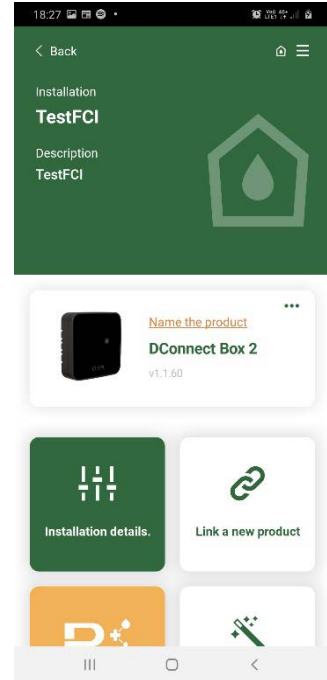 18:27
Back
Installation
TestFCI
Description
TestFCI
Name the product
DConnect Box 2
v1.1.60
Installation details.
Link a new product
D+